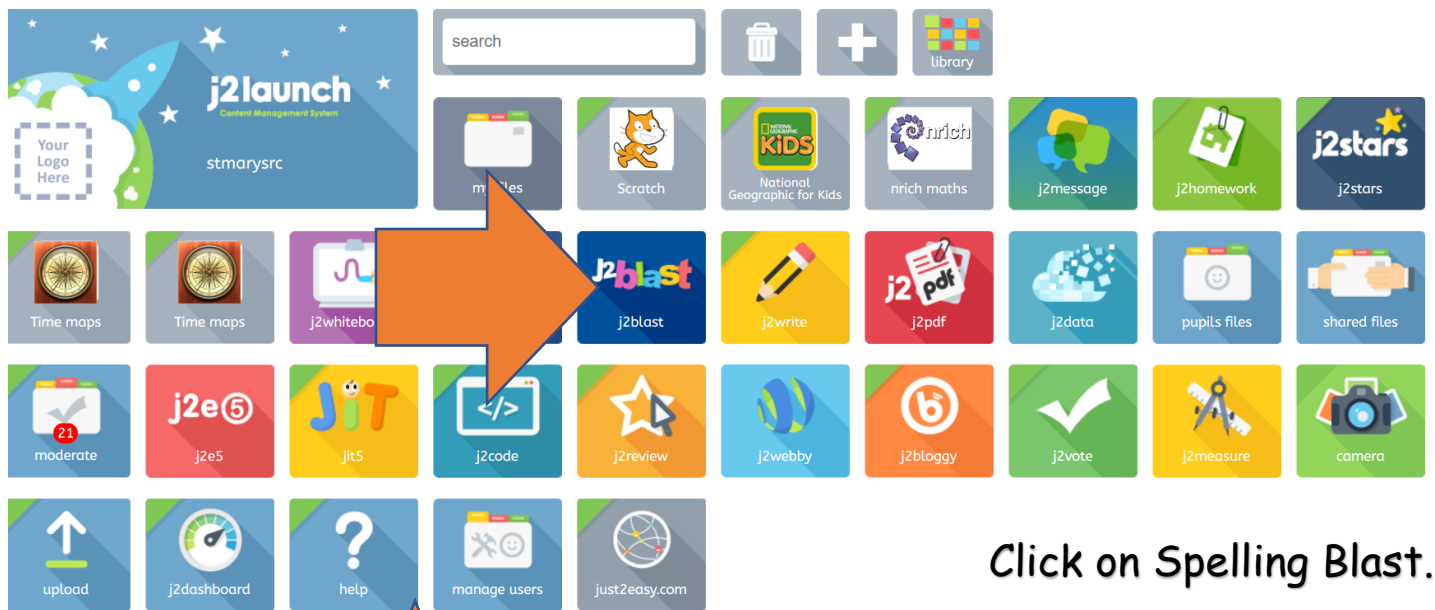 j2launch
Content Management System
stmarysrc
Your
Logo
Here
search
library
Scratch
NATIONAL
GEOGRAPHIC
KiDS
National
Geographic for Kids
nrich
nrich maths
j2message
j2homework
j2stars
j2stars
Time maps
Time maps
j2blast
j2blast
j2write
j2 pdf
j2pdf
j2data
pupils files
shared files
21
moderate
j2e5
j2e5
JiT
jit5
</>
j2code
j2review
j2webby
b
j2bloggy
j2vote
j2measure
camera
upload
j2dashboard
?
help
manage users
just2easy.com
Click on Spelling Blast.